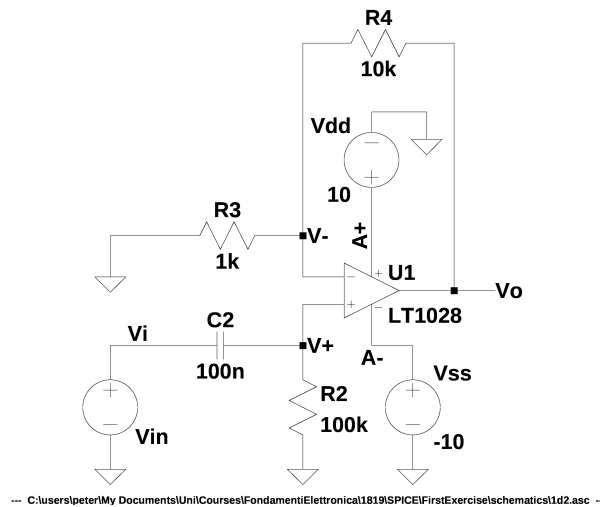 R4
10k
Vdd
10
R3
1k
V-
A+
U1
LT1028
Vo
Vi
C2
100n
V+
A-
R2
100k
Vss
-10
Vin
--- C:\users\peter\My Documents\Uni\Courses\FondamentiElettronica\1819\SPICE\FirstExercise\schematics\1d2.asc --